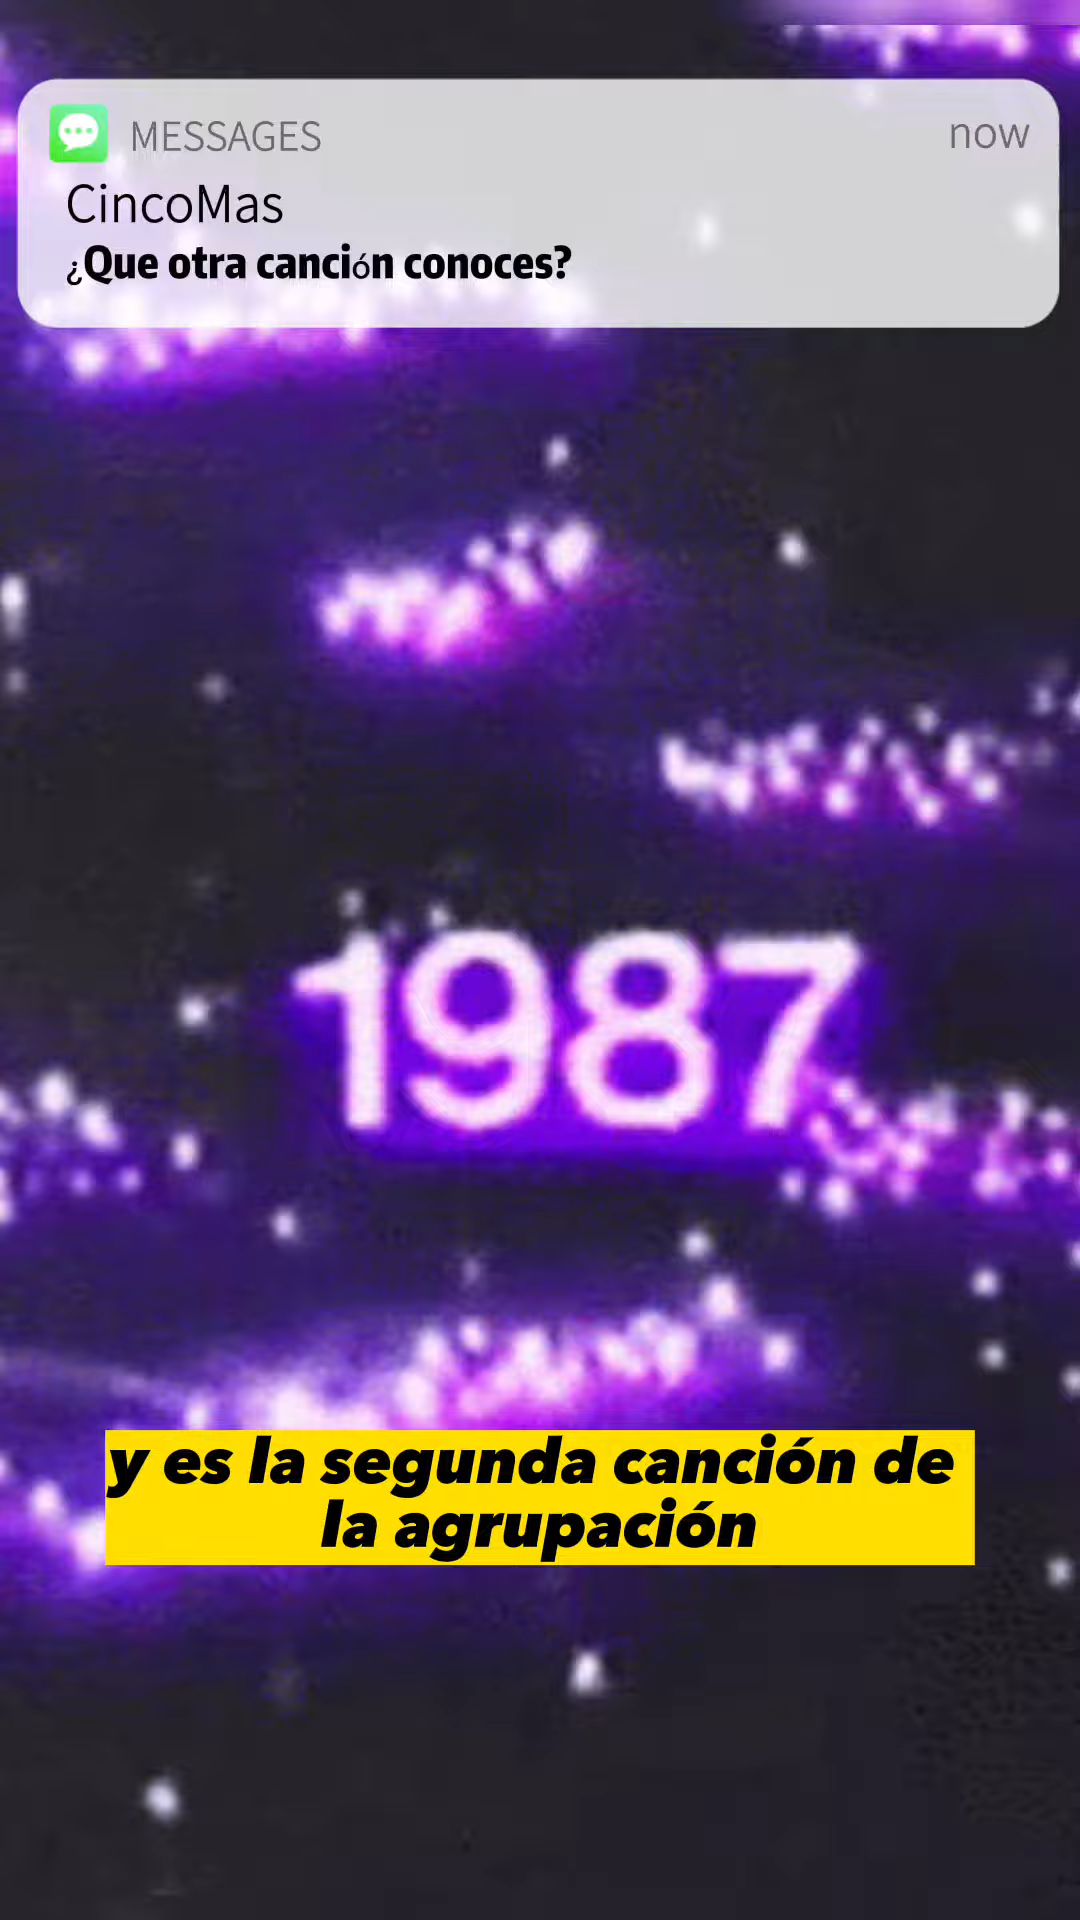 MESSAGES
now
CincoMas
¿Que otra canción conoces?
1987
y es la segunda canción de
la agrupación